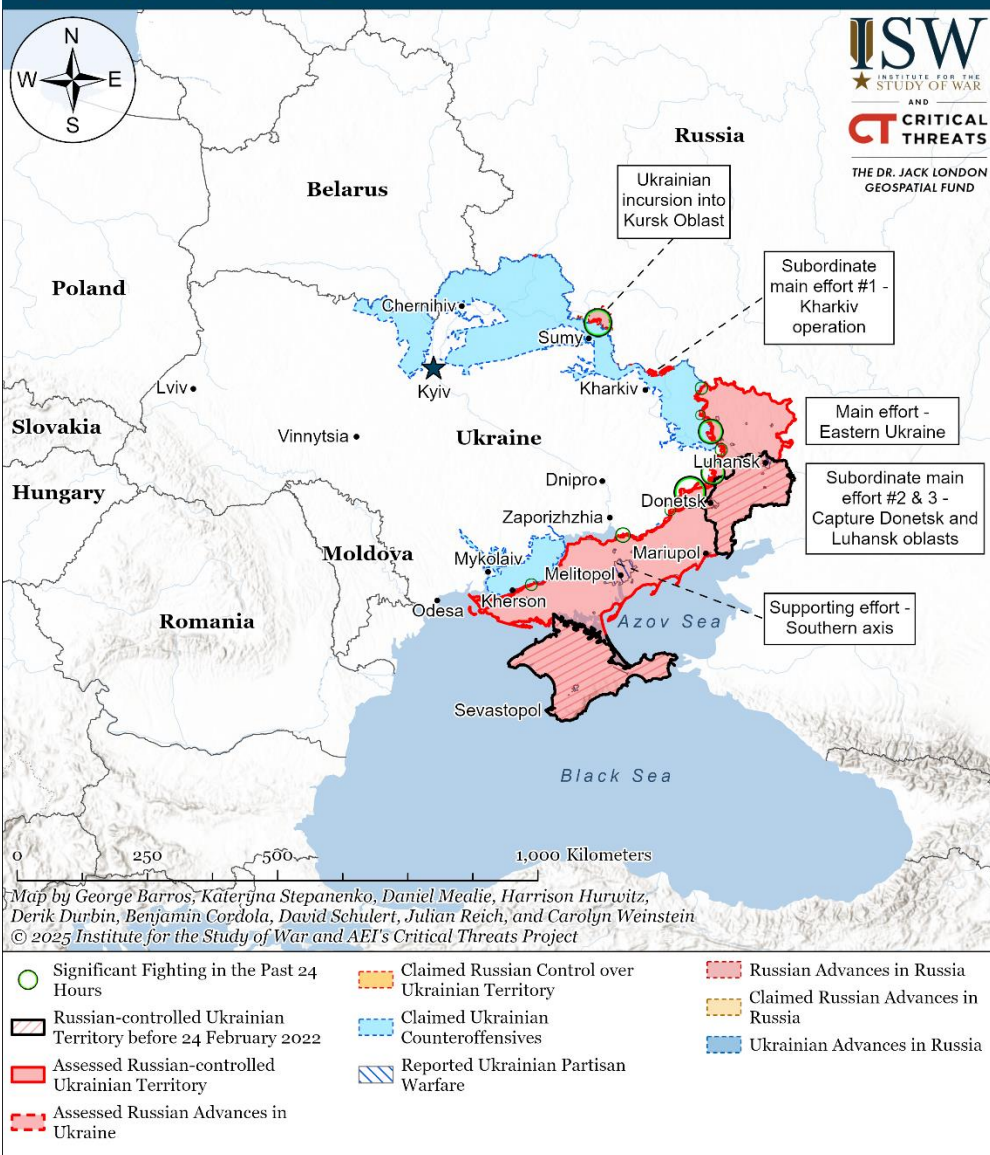 N
W E
S
ISW
INSTITUTE FOR THE
STUDY OF WAR
AND
CT CRITICAL
THREATS
THE DR. JACK LONDON
GEOSPATIAL FUND
Russia
Ukrainian
incursion into
Kursk Oblast
Belarus
Subordinate
main effort #1 -
Kharkiv
operation
Poland
Chernihiv
Sumy
Kyiv
Kharkiv
Lviv
Main effort -
Eastern Ukraine
Slovakia
Vinnytsia
Ukraine
Luhansk
Hungary
Dnipro
Donetsk
Subordinate main
effort #2 & 3 -
Capture Donetsk and
Luhansk oblasts
Zaporizhzhia
Moldova
Mykolaiv
Mariupol
Melitopol
Kherson
Odesa
Romania
Azov Sea
Supporting effort -
Southern axis
Sevastopol
Black Sea
0 250 500 1,000 Kilometers
Map by George Barros, Kateryna Stepanenko, Daniel Mealie, Harrison Hurwitz,
Derik Durbin, Benjamin Cordola, David Schulert, Julian Reich, and Carolyn Weinstein
© 2025 Institute for the Study of War and AEI's Critical Threats Project
Significant Fighting in the Past 24
Hours
Russian-controlled Ukrainian
Territory before 24 February 2022
Assessed Russian-controlled
Ukrainian Territory
Assessed Russian Advances in
Ukraine
Claimed Russian Control over
Ukrainian Territory
Claimed Ukrainian
Counteroffensives
Reported Ukrainian Partisan
Warfare
Russian Advances in Russia
Claimed Russian Advances in
Russia
Ukrainian Advances in Russia